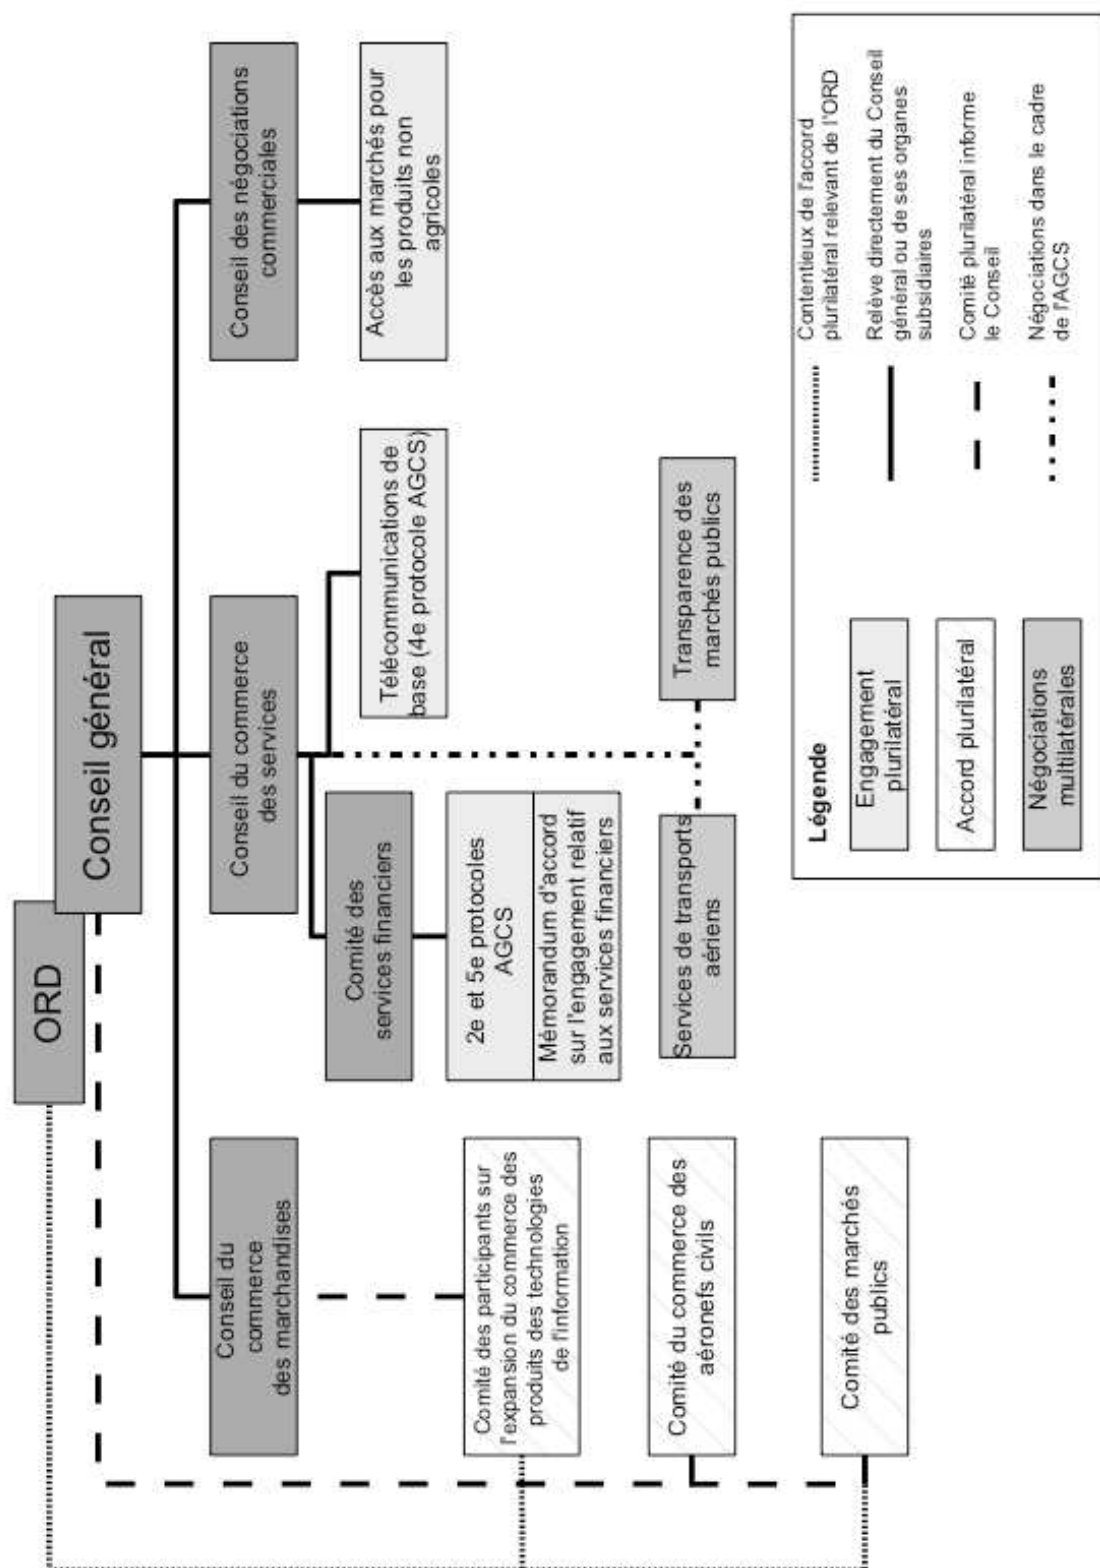 ORD
Conseil général
Conseil du
commerce
des marchandises
Conseil du commerce
des services
Conseil des négociations
commerciales
Comité des participants sur
l'expansion du commerce des
produits des technologies
de l'information
Comité du commerce des
aéronefs civils
Comité des marchés
publics
Comité des
services financiers
2e et 5e protocoles
AGCS
Mémorandum d'accord
sur l'engagement relatif
aux services financiers
Télécommunications de
base (4e protocole AGCS)
Accès aux marchés pour
les produits non
agricoles
Services de transports
aériens
Transparence des
marchés publics
Légende
Engagement
plurilatéral
Accord plurilatéral
Négociations
multilatérales
Contentieux de l'accord
plurilatéral relevant de l'ORD
Relève directement du Conseil
général ou de ses organes
subsidiaires
Comité plurilatéral informe
le Conseil
Négociations dans le cadre
de l'AGCS